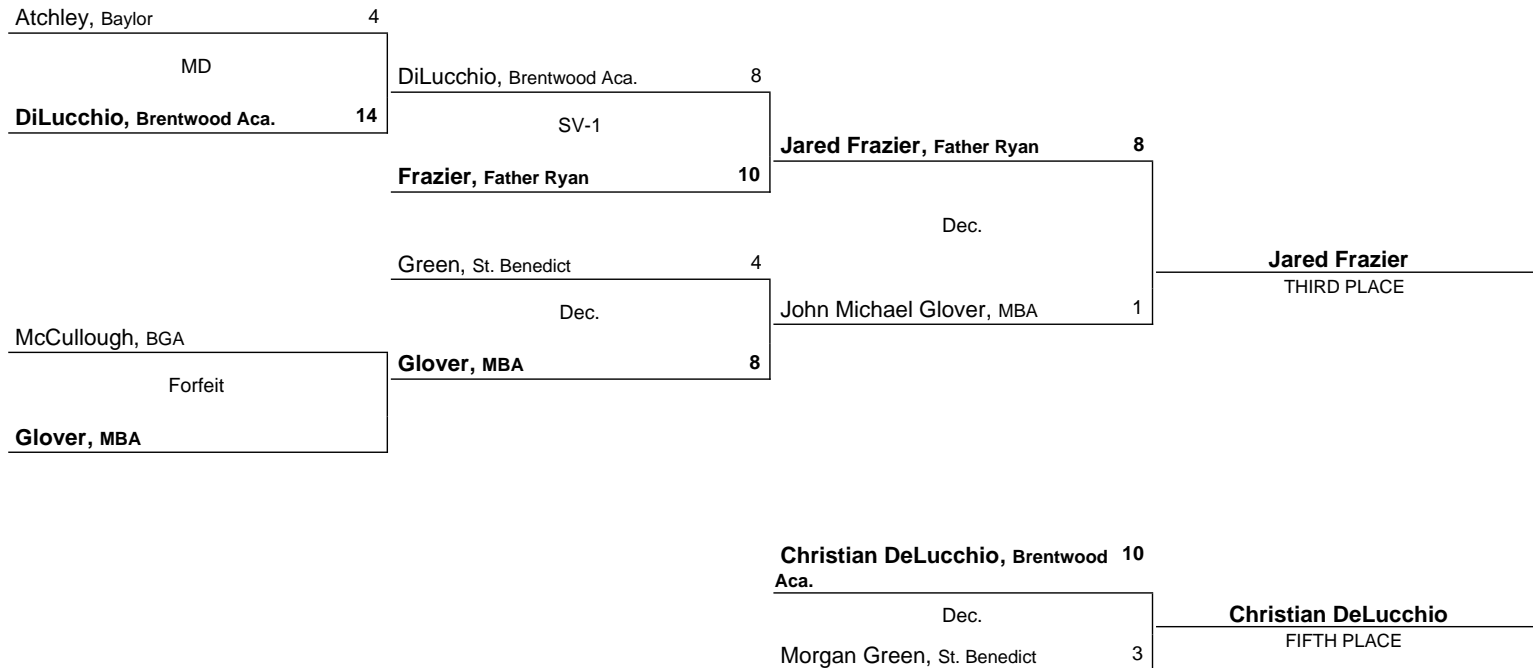 Atchley, Baylor 4
MD
DiLucchio, Brentwood Aca. 14
DiLucchio, Brentwood Aca. 8
SV-1
Frazier, Father Ryan 10
Jared Frazier, Father Ryan 8
Dec.
John Michael Glover, MBA 1
Jared Frazier
THIRD PLACE
Green, St. Benedict 4
Dec.
Glover, MBA 8
McCullough, BGA
Forfeit
Glover, MBA
Christian DeLucchio, Brentwood 10
Aca.
Dec.
Morgan Green, St. Benedict 3
Christian DeLucchio
FIFTH PLACE